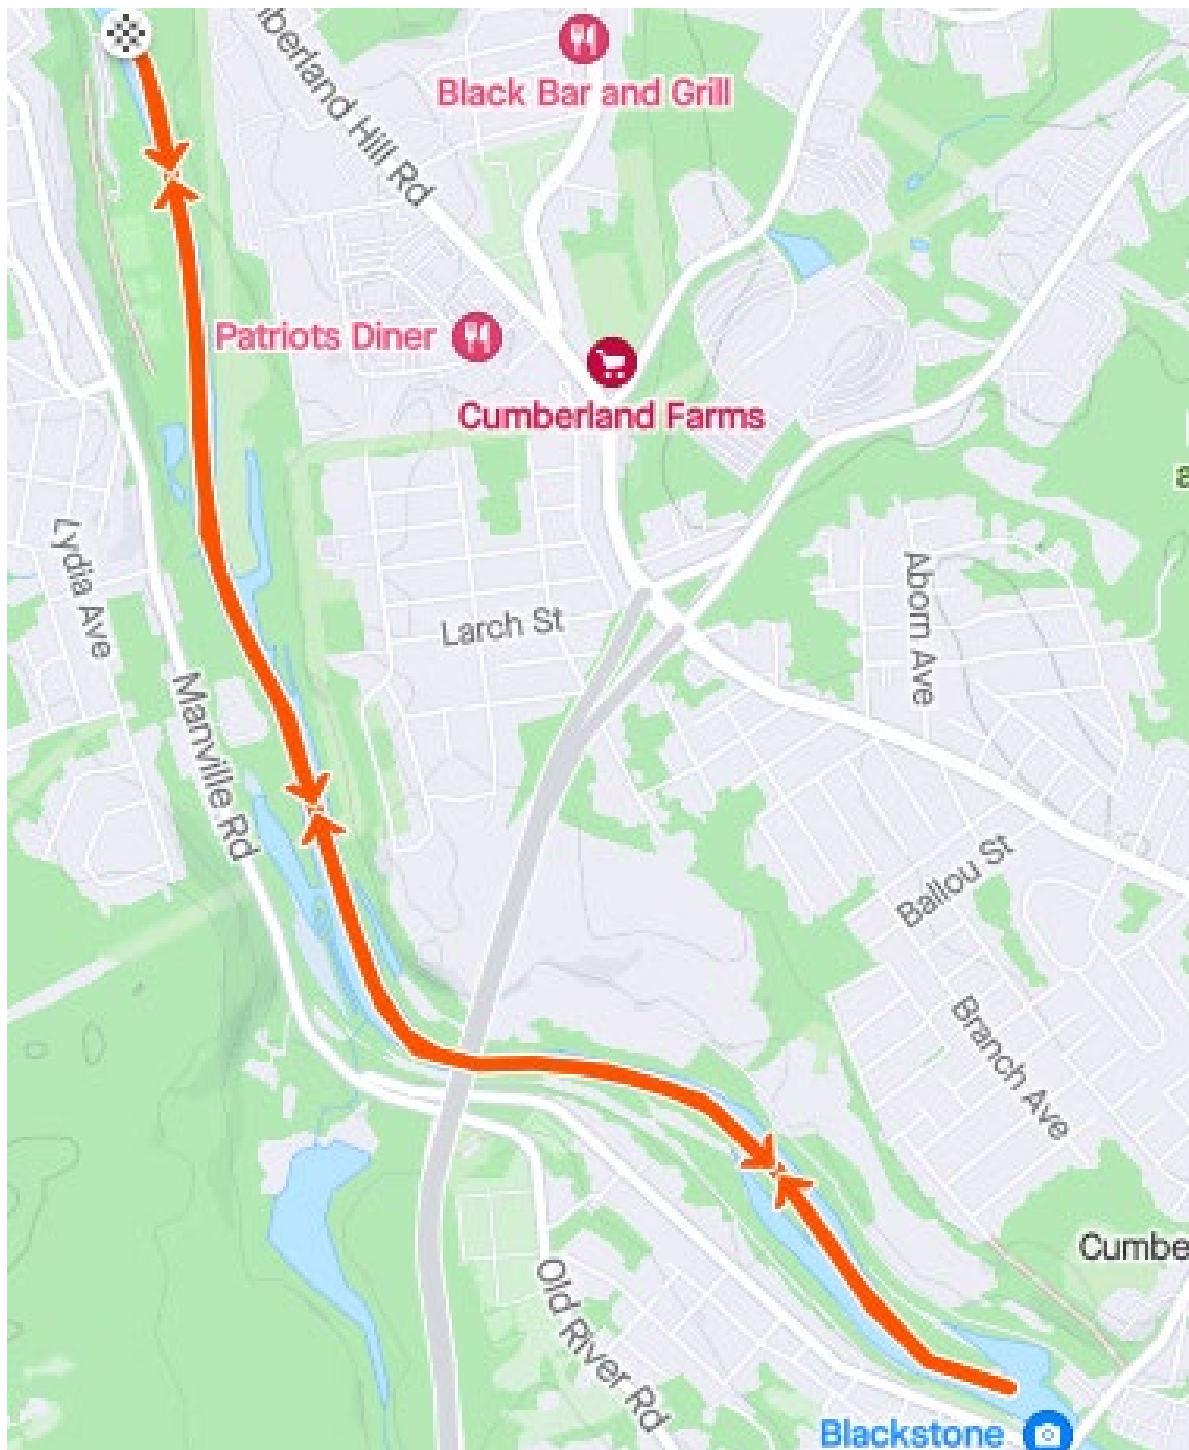 berland Hill Rd
Black Bar and Grill
Patriots Diner
Cumberland Farms
a
Lydia Ave
Larch St
Aborn Ave
Manville Rd
Ballou St
Branch Ave
Cumbe
Old River Rd
Blackstone